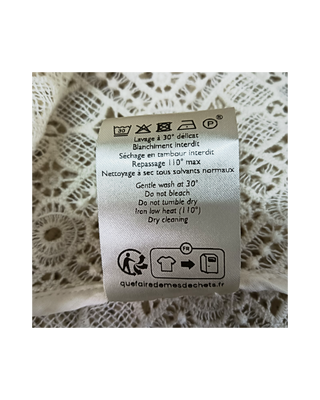 30 P
Lavage à 30° délicat
Blanchiment interdit
Séchage en tambour interdit
Repassage 110° max
Nettoyage à sec tous solvants normaux
Gentle wash at 30°
Do not bleach
Do not tumble dry
Iron low heat (110°)
Dry cleaning
FR
quefairedemesdechets.fr